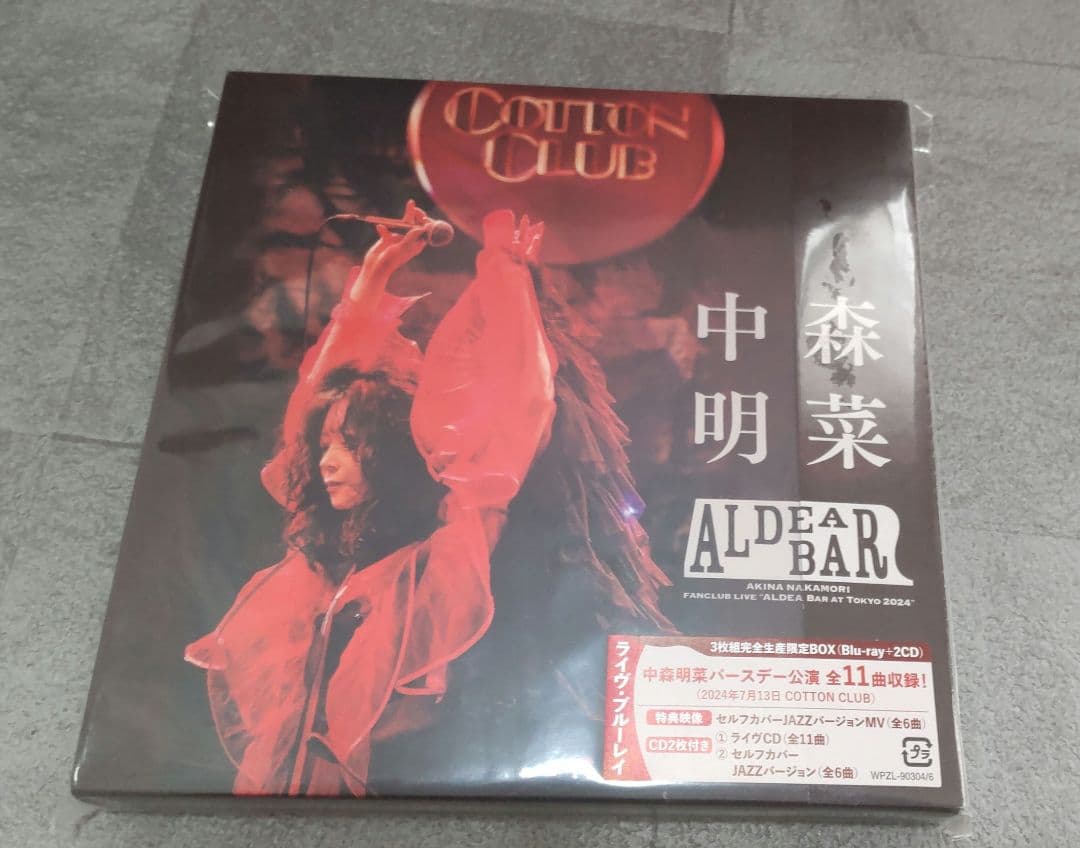 COTTON
CLUB
中森
明菜
ALDEA
BAR
AKINA NAKAMORI
FANCLUB LIVE "ALDEA BAR AT TOKYO 2024"
ライヴ・ブルーレイ
3枚組完全生産限定BOX(Blu-ray+2CD)
中森明菜バースデー公演 全11曲収録!
(2024年7月13日 COTTON CLUB)
特典映像 セルフカバーJAZZバージョンMV(全6曲)
CD2枚付き ①ライヴCD(全11曲)
②セルフカバー
JAZZバージョン(全6曲)
プラ
WPZL-90304/6